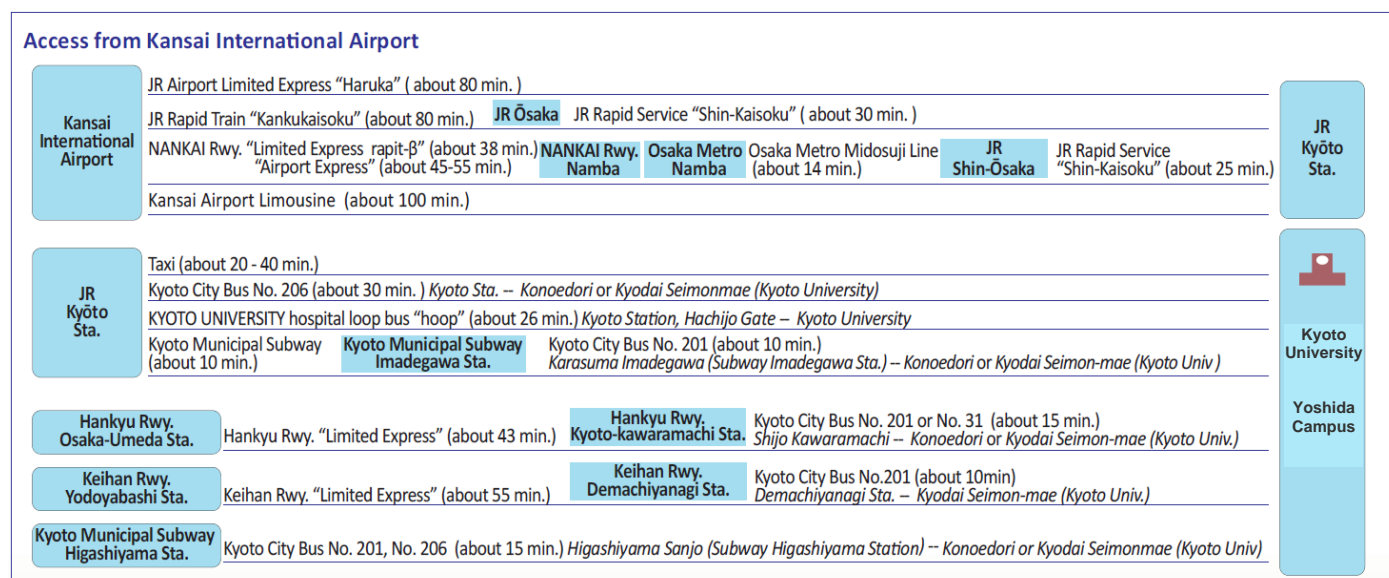 Access from Kansai International Airport
Kansai
International
Airport
JR Airport Limited Express “Haruka” ( about 80 min. )
JR Rapid Train “Kankukaisoku” (about 80 min.) JR Ōsaka JR Rapid Service “Shin-Kaisoku” ( about 30 min. )
NANKAI Rwy. “Limited Express rapit-β” (about 38 min.)
“Airport Express” (about 45-55 min.)
NANKAI Rwy.
Namba
Osaka Metro
Namba
Osaka Metro Midosuji Line
(about 14 min.)
JR
Shin-Ōsaka
JR Rapid Service
“Shin-Kaisoku” (about 25 min.)
Kansai Airport Limousine (about 100 min.)
JR
Kyōto
Sta.
JR
Kyōto
Sta.
Taxi (about 20 - 40 min.)
Kyoto City Bus No. 206 (about 30 min. ) Kyoto Sta. -- Konoedori or Kyodai Seimonmae (Kyoto University)
KYOTO UNIVERSITY hospital loop bus “hoop” (about 26 min.) Kyoto Station, Hachijo Gate -- Kyoto University
Kyoto Municipal Subway
(about 10 min.)
Kyoto Municipal Subway
Imadegawa Sta.
Kyoto City Bus No. 201 (about 10 min.)
Karasuma Imadegawa (Subway Imadegawa Sta.) -- Konoedori or Kyodai Seimon-mae (Kyoto Univ )
Hankyu Rwy.
Osaka-Umeda Sta.
Hankyu Rwy. “Limited Express” (about 43 min.)
Hankyu Rwy.
Kyoto-kawaramachi Sta.
Kyoto City Bus No. 201 or No. 31 (about 15 min.)
Shijo Kawaramachi -- Konoedori or Kyodai Seimon-mae (Kyoto Univ.)
Keihan Rwy.
Yodoyabashi Sta.
Keihan Rwy. “Limited Express” (about 55 min.)
Keihan Rwy.
Demachiyanagi Sta.
Kyoto City Bus No.201 (about 10min)
Demachiyanagi Sta. -- Kyodai Seimon-mae (Kyoto Univ.)
Kyoto Municipal Subway
Higashiyama Sta.
Kyoto City Bus No. 201, No. 206 (about 15 min.) Higashiyama Sanjo (Subway Higashiyama Station) -- Konoedori or Kyodai Seimonmae (Kyoto Univ)
Kyoto
University
Yoshida
Campus